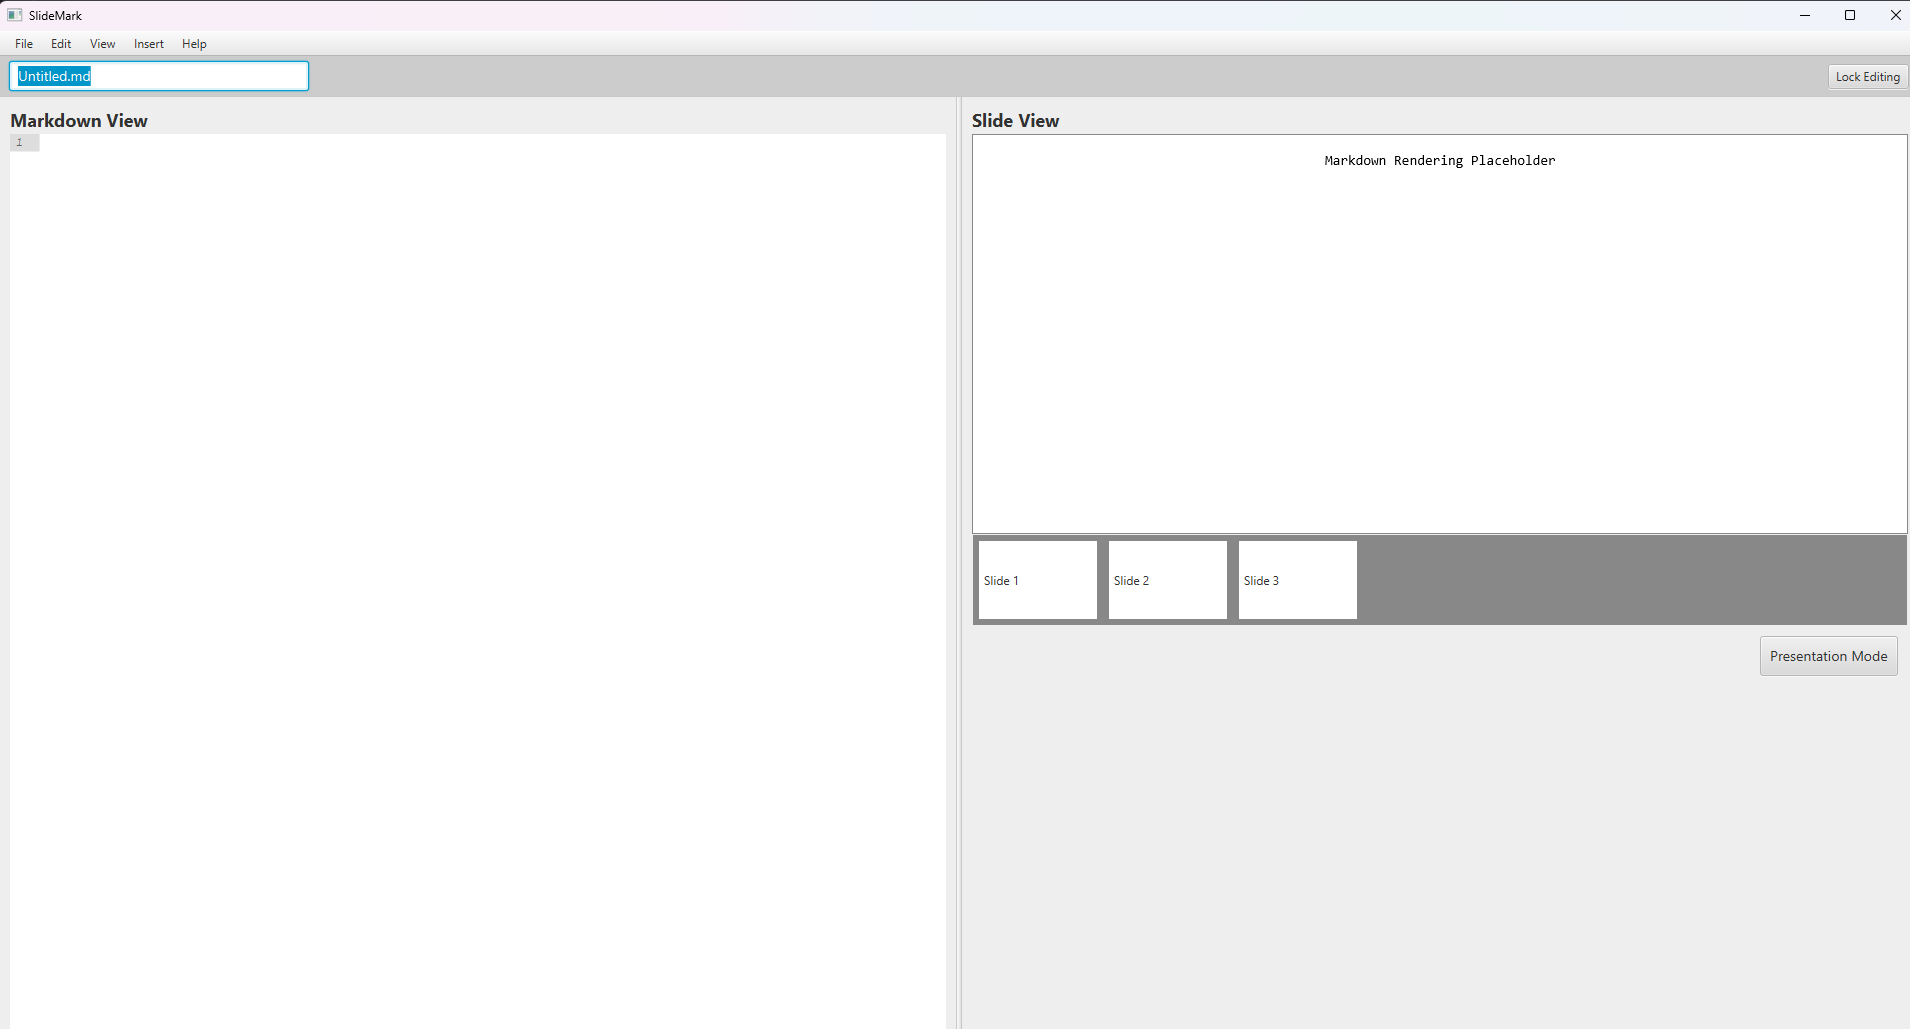 SlideMark
File Edit View Insert Help
Untitled.md
Lock Editing
Markdown View
1
Slide View
Markdown Rendering Placeholder
Slide 1
Slide 2
Slide 3
Presentation Mode